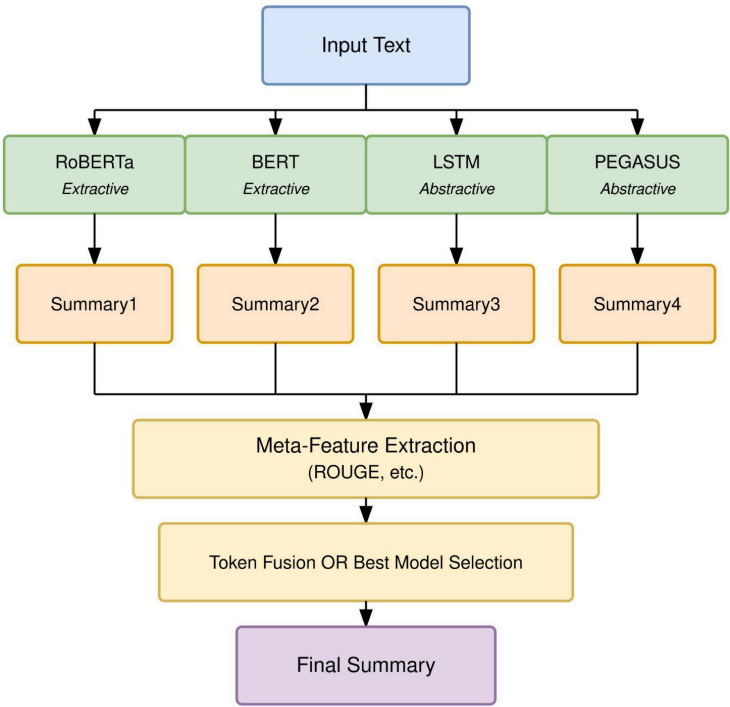 Input Text
RoBERTa
Extractive
BERT
Extractive
LSTM
Abstractive
PEGASUS
Abstractive
Summary1
Summary2
Summary3
Summary4
Meta-Feature Extraction
(ROUGE, etc.)
Token Fusion OR Best Model Selection
Final Summary